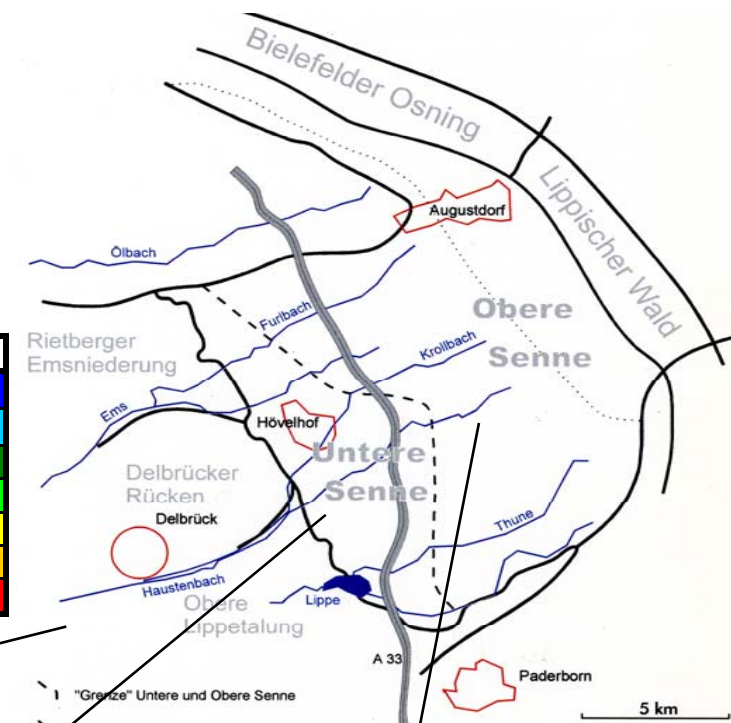 Bielefelder Osning
Lippischer Wald
Augustdorf
Ölbach
Obere
Senne
Furlbach
Krollbach
Rietberger
Emsniederung
Ems
Hövelhof
Untere
Senne
Delbrücker
Rücken
Delbrück
Thune
Haustenbach
Lippe
Obere
Lippetalung
A 33
Paderborn
"Grenze" Untere und Obere Senne
5 km